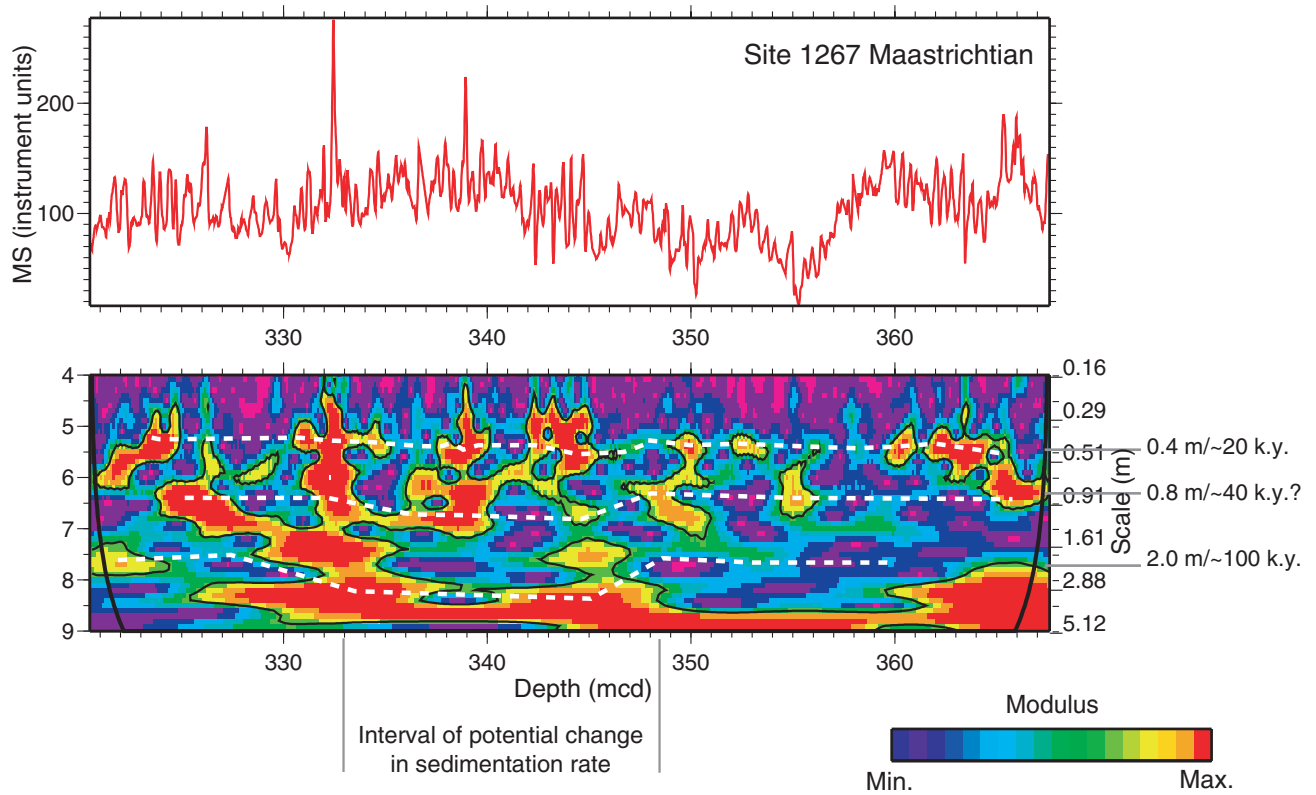 Site 1267 Maastrichtian
MS (instrument units)
200
100
330
340
350
360
4
5
6
7
8
9
0.16
0.29
0.51
0.91
1.61
2.88
5.12
Scale (m)
0.4 m/~20 k.y.
0.8 m/~40 k.y.?
2.0 m/~100 k.y.
330
340
350
360
Depth (mcd)
Interval of potential change
in sedimentation rate
Modulus
Min.
Max.